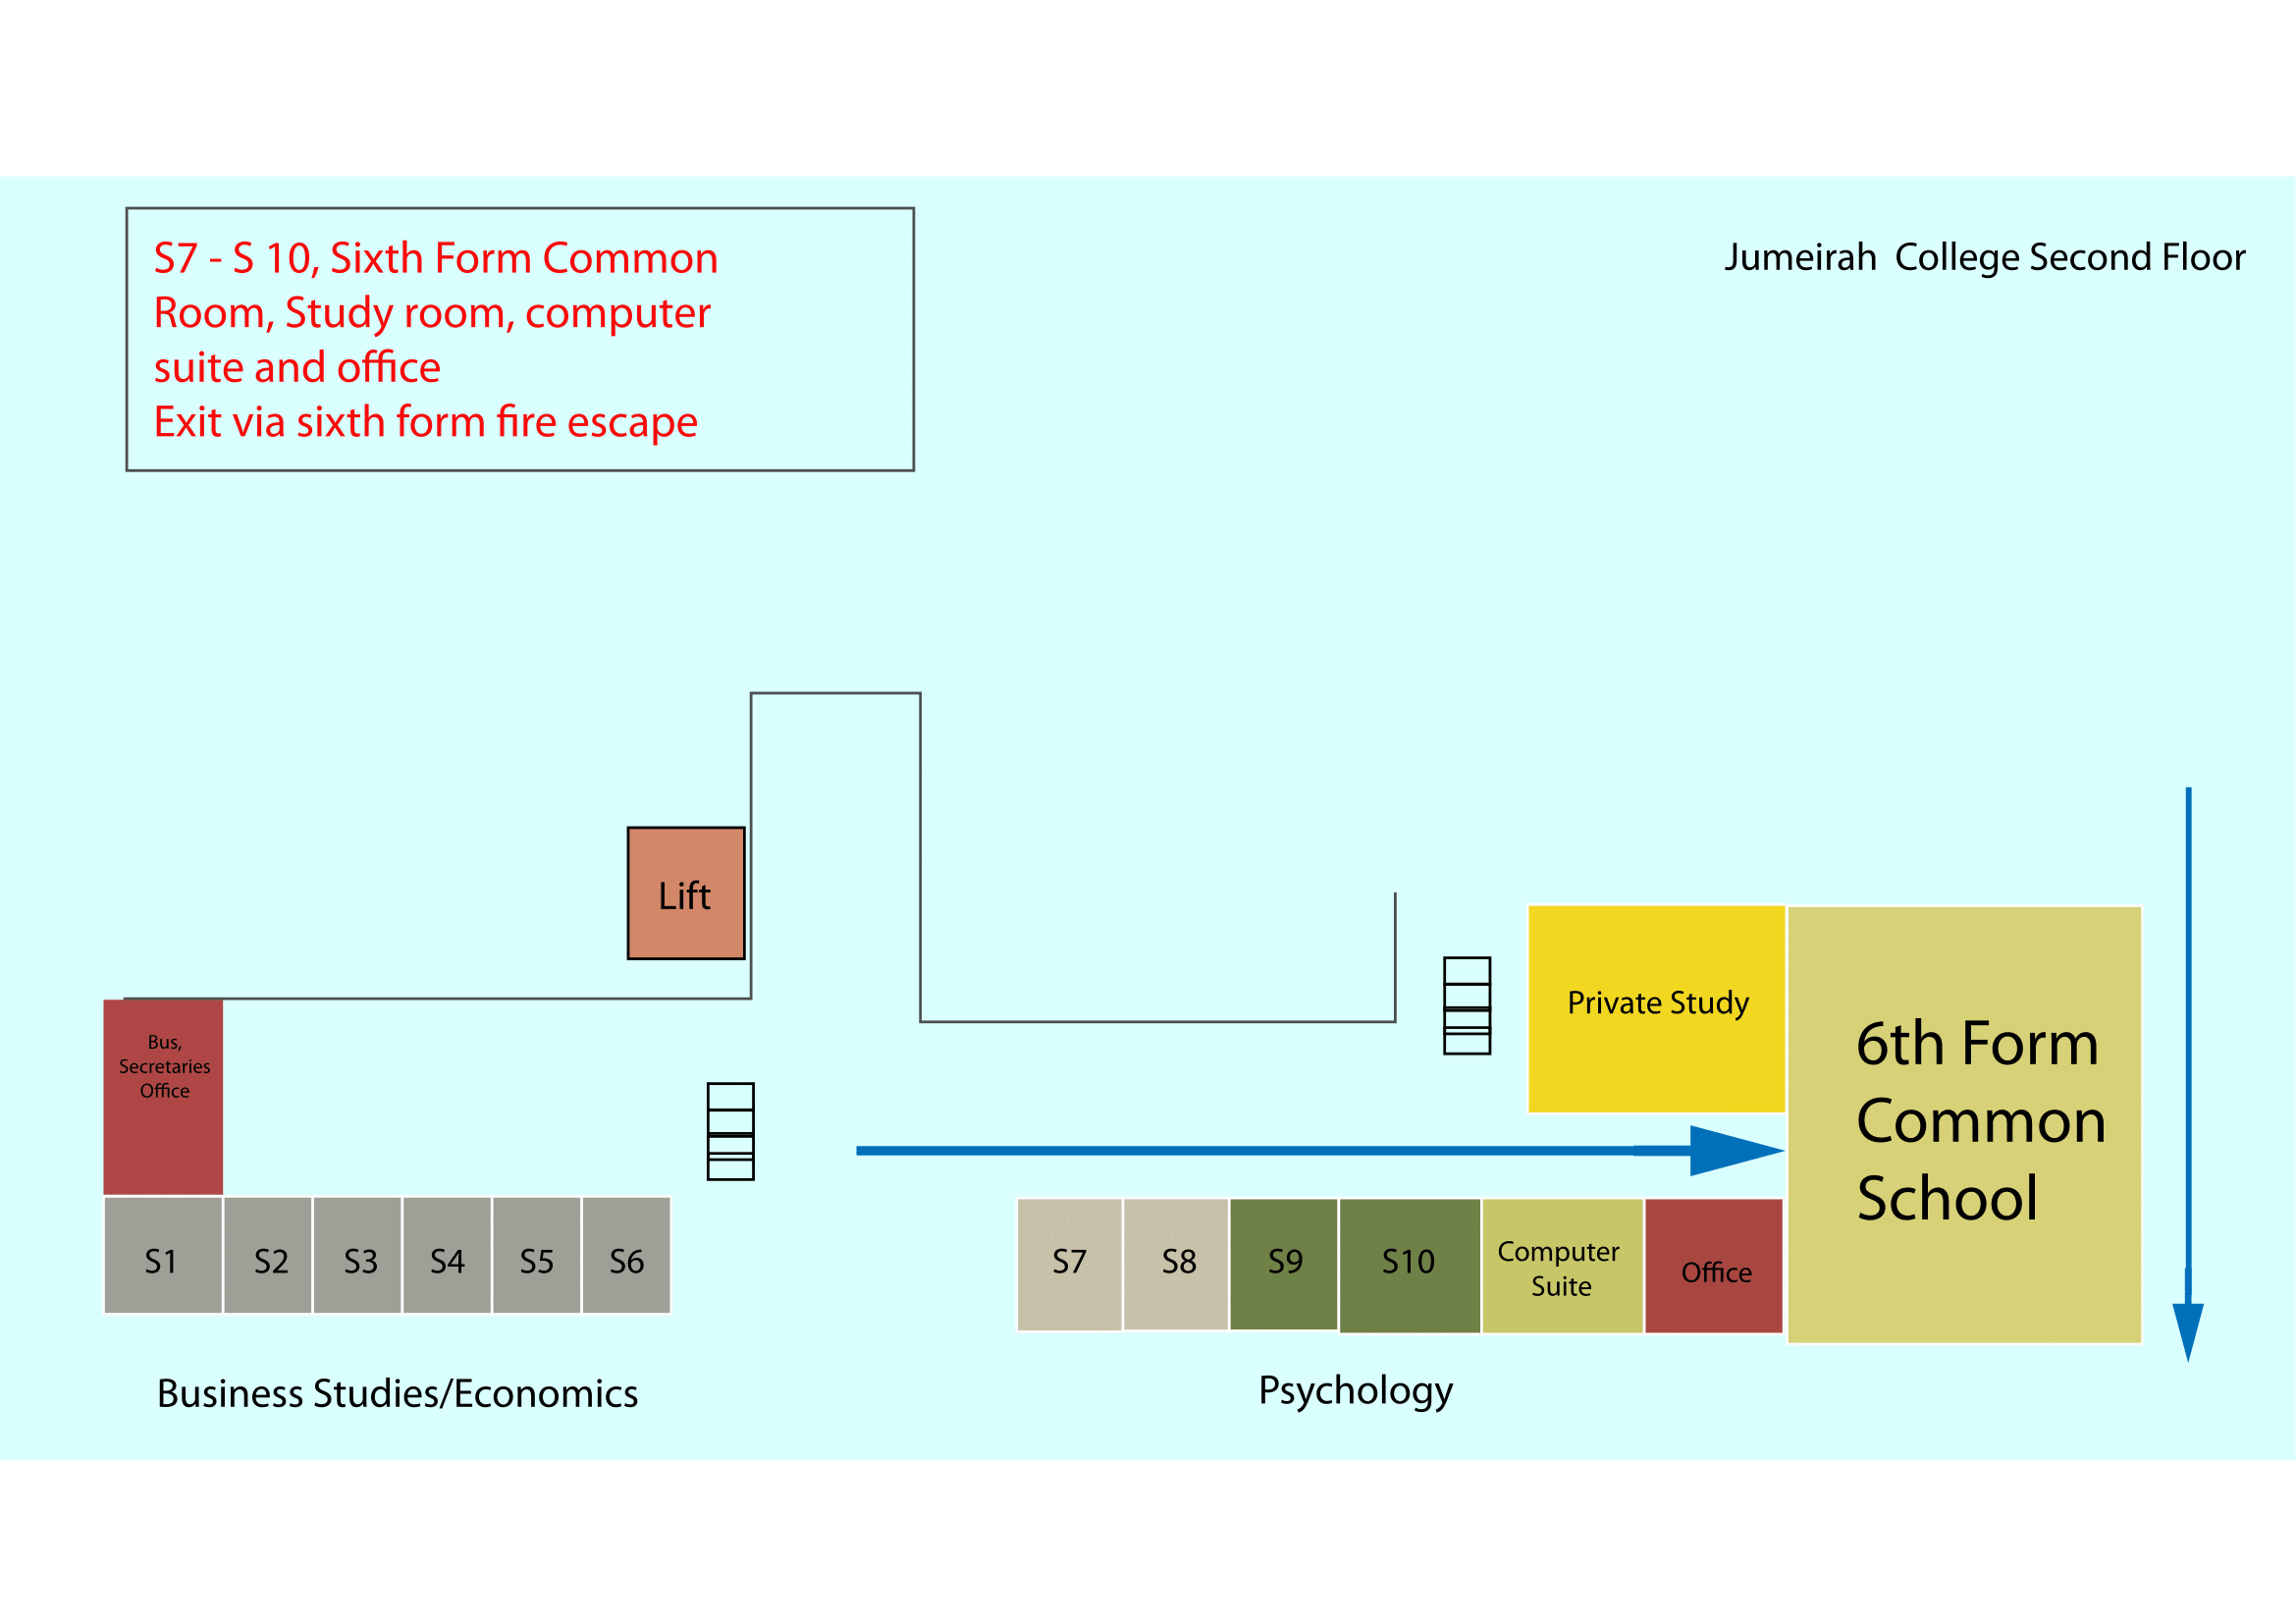 S7 - S 10, Sixth Form Common
Room, Study room, computer
suite and office
Exit via sixth form fire escape
Jumeirah College Second Floor
Lift
Private Study
6th Form
Common
School
Bus,
Secretaries
Office
S1 S2 S3 S4 S5 S6
S7 S8 S9 S10
Computer
Suite
Office
Business Studies/Economics
Psychology